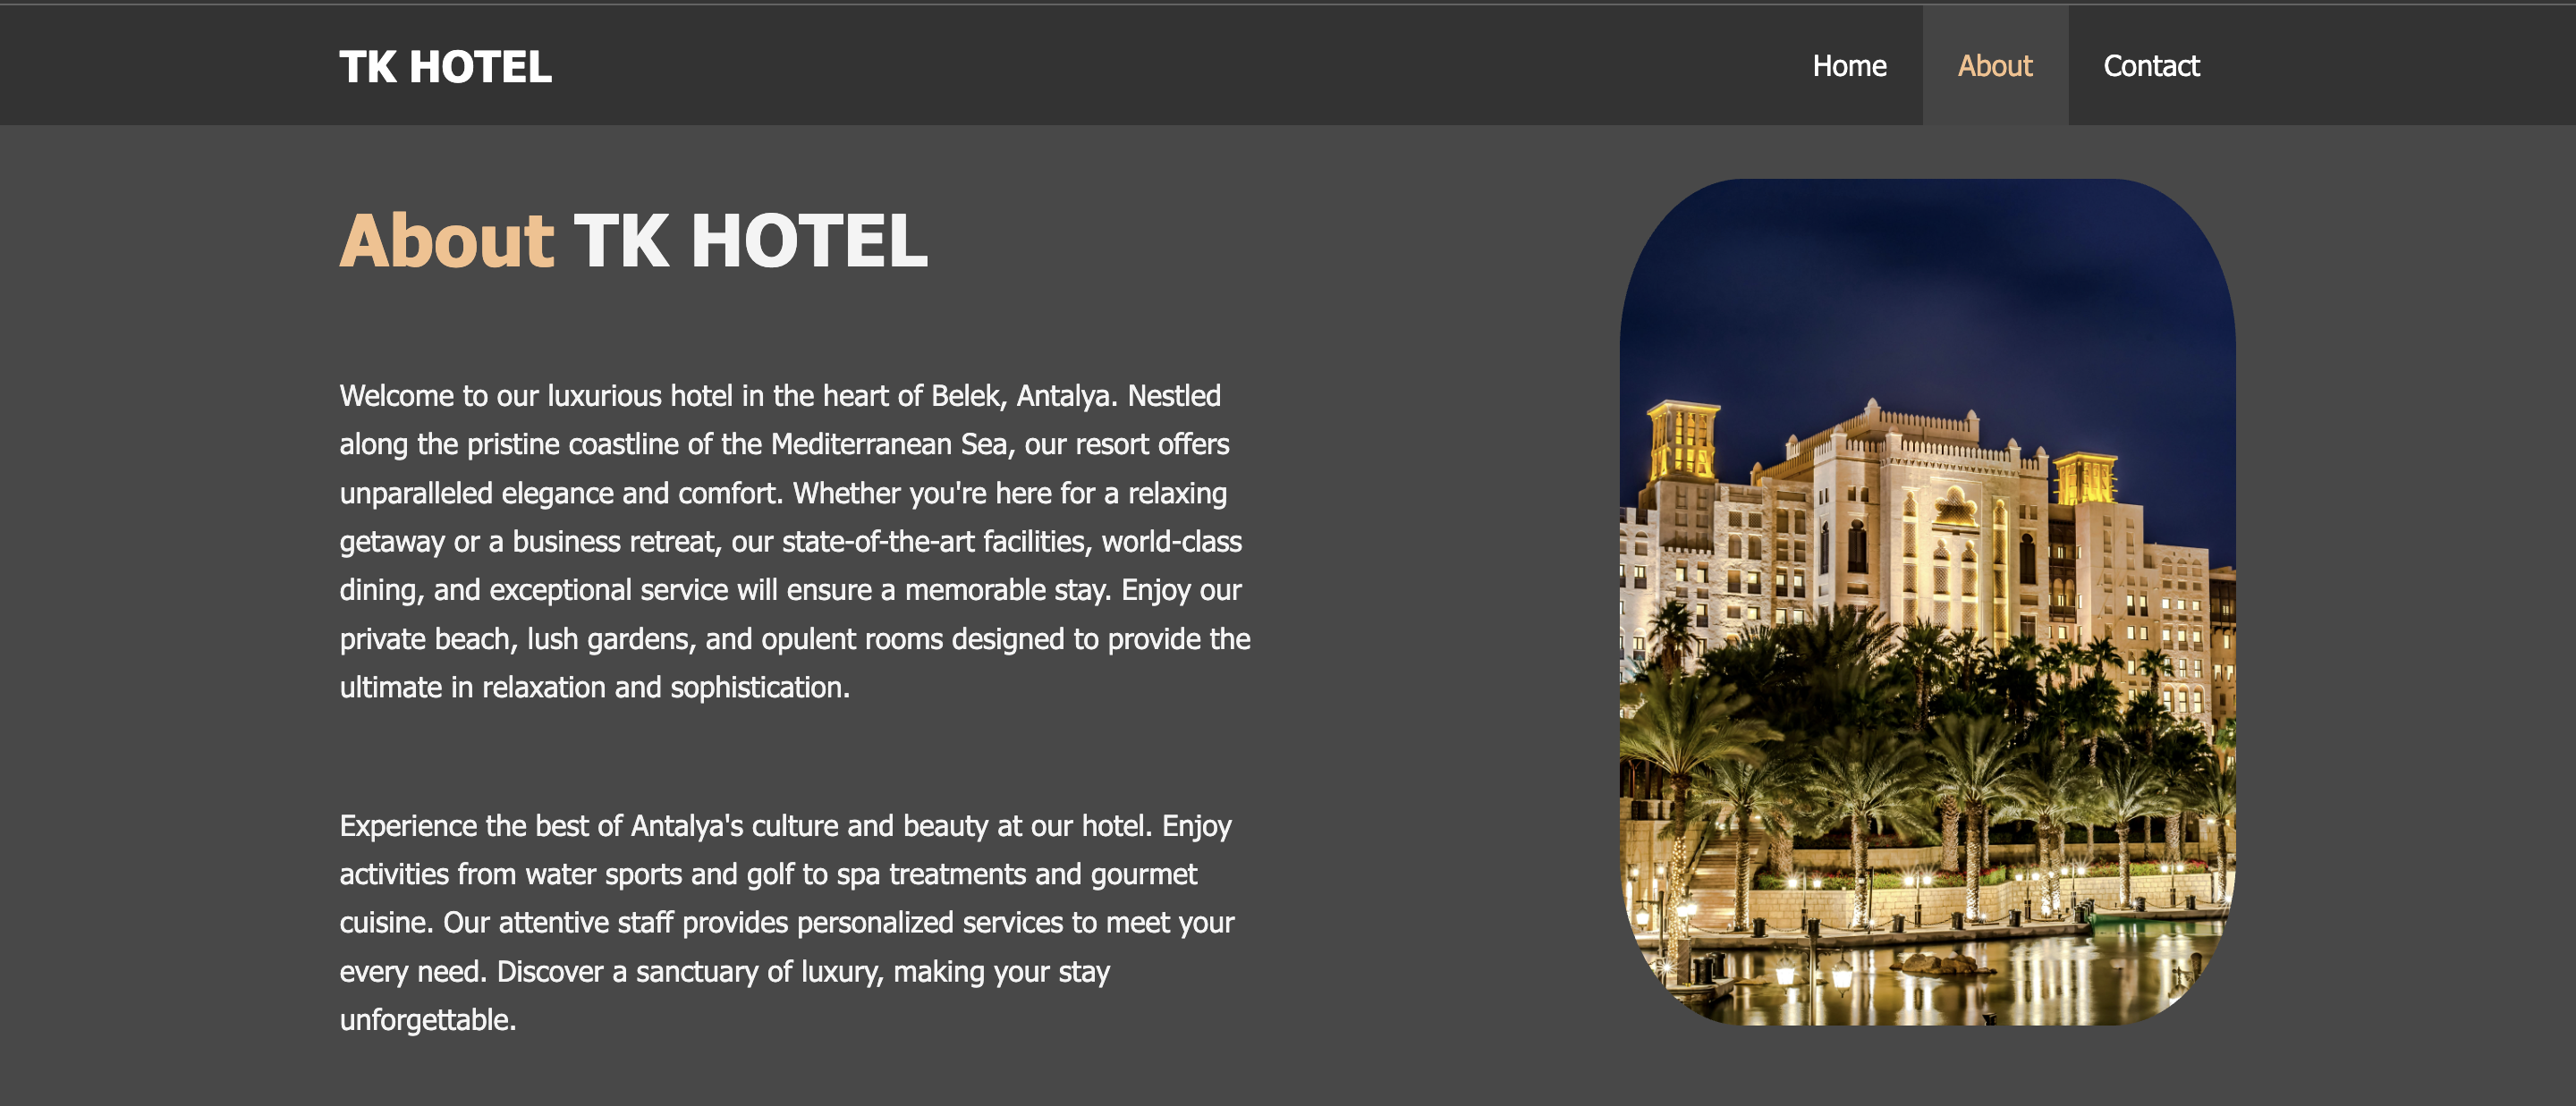 TK HOTEL
Home About Contact
About TK HOTEL
Welcome to our luxurious hotel in the heart of Belek, Antalya. Nestled
along the pristine coastline of the Mediterranean Sea, our resort offers
unparalleled elegance and comfort. Whether you're here for a relaxing
getaway or a business retreat, our state-of-the-art facilities, world-class
dining, and exceptional service will ensure a memorable stay. Enjoy our
private beach, lush gardens, and opulent rooms designed to provide the
ultimate in relaxation and sophistication.
Experience the best of Antalya's culture and beauty at our hotel. Enjoy
activities from water sports and golf to spa treatments and gourmet
cuisine. Our attentive staff provides personalized services to meet your
every need. Discover a sanctuary of luxury, making your stay
unforgettable.